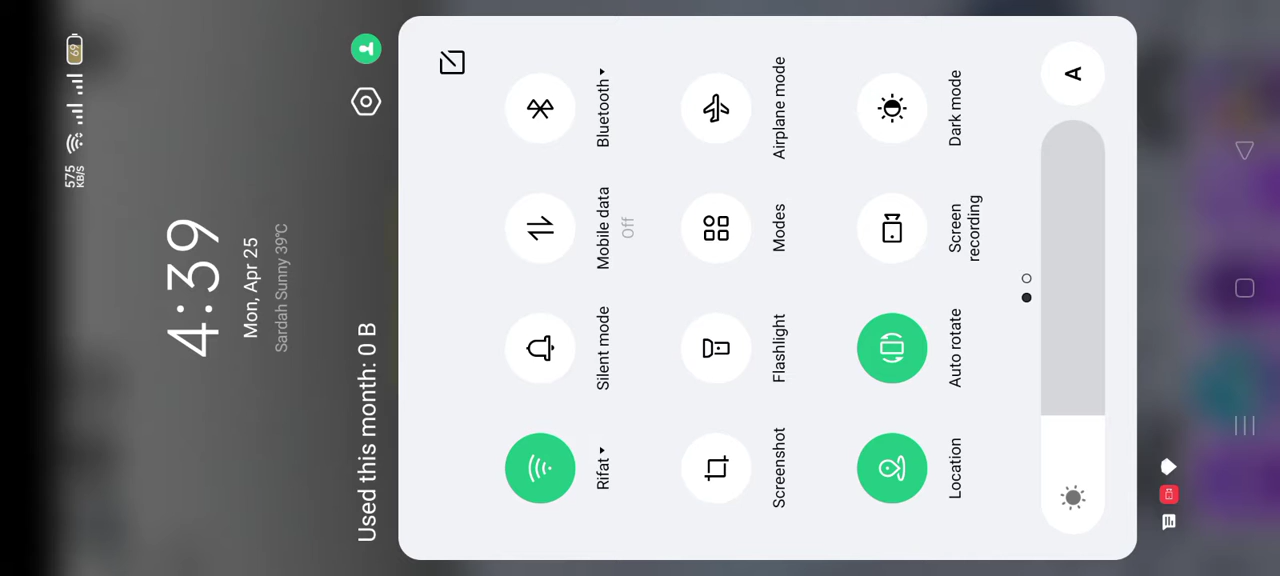 575
KB/S
69
4:39
Mon, Apr 25
Sardah Sunny 39°C
Used this month: 0 B
Rifat
Silent mode
Mobile data
Off
Bluetooth
Screenshot
Flashlight
Modes
Airplane mode
Location
Auto rotate
Screen
recording
Dark mode
A